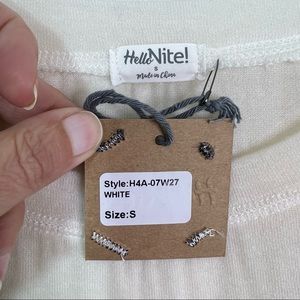 HelloNite!
S
Made in China
Style:H4A-07W27
WHITE
Size:S